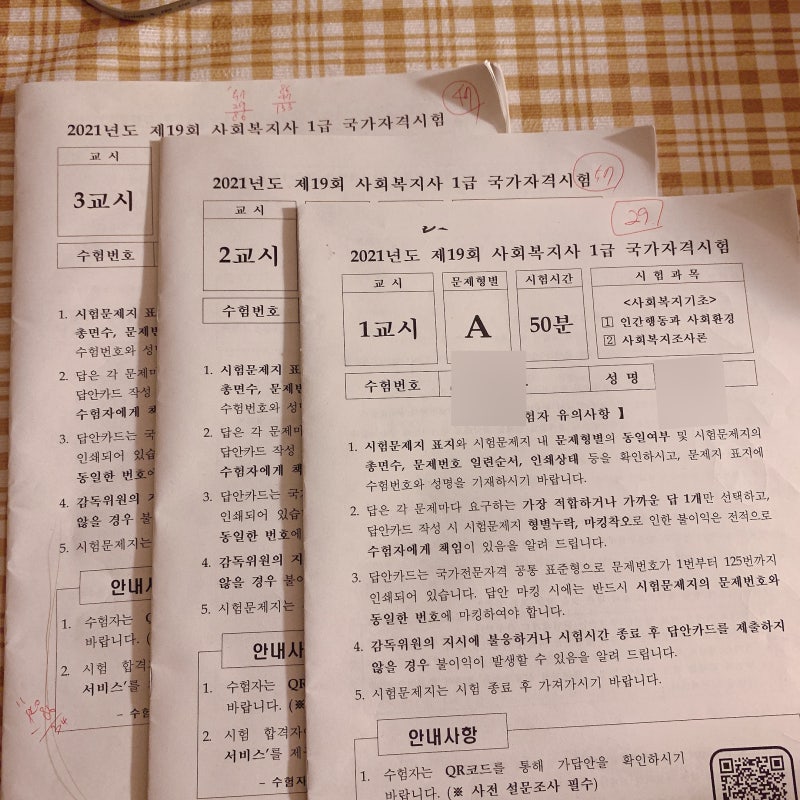 47
29
86
86
47
133
47
2021년도 제19회 사회복지사 1급 국가자격시험
교 시
3교시
수험번호
1. 시험문제지 표
총면수, 문제번
수험번호와 성
2. 답은 각 문제마
답안카드 작성
수험자에게 책
3. 답안카드는 국
인쇄되어 있습
동일한 번호에
4. 감독위원의 지
않을 경우 불
5. 시험문제지는
안내
1. 수험자는 Q
바랍니다. (
2. 시험 합격
서비스'를
- 수험
47
2021년도 제19회 사회복지사 1급 국가자격시험
교 시
2교시
수험번호
1. 시험문제지 표
총면수, 문제
수험번호와 성
2. 답은 각 문제
답안카드 작성
수험자에게 책
3. 답안카드는 국
인쇄되어 있습
동일한 번호에
4. 감독위원의 지
않을 경우 불이
5. 시험문제지는
안내사
1. 수험자는 QR
바랍니다. (※
2. 시험 합격자
서비스'를 제
- 수험자
29
2021년도 제19회 사회복지사 1급 국가자격시험
교 시 문제형별 시험시간 시 험 과 목
1교시 A 50분 <사회복지기초>
1 인간행동과 사회환경
2 사회복지조사론
수험번호 성 명
험자 유의사항 】
1. 시험문제지 표지와 시험문제지 내 문제형별의 동일여부 및 시험문제지의
총면수, 문제번호 일련순서, 인쇄상태 등을 확인하시고, 문제지 표지에
수험번호와 성명을 기재하시기 바랍니다.
2. 답은 각 문제마다 요구하는 가장 적합하거나 가까운 답 1개만 선택하고,
답안카드 작성 시 시험문제지 형별누락, 마킹착오로 인한 불이익은 전적으로
수험자에게 책임이 있음을 알려 드립니다.
3. 답안카드는 국가전문자격 공통 표준형으로 문제번호가 1번부터 125번까지
인쇄되어 있습니다. 답안 마킹 시에는 반드시 시험문제지의 문제번호와
동일한 번호에 마킹하여야 합니다.
4. 감독위원의 지시에 불응하거나 시험시간 종료 후 답안카드를 제출하지
않을 경우 불이익이 발생할 수 있음을 알려 드립니다.
5. 시험문제지는 시험 종료 후 가져가시기 바랍니다.
안내사항
1. 수험자는 QR코드를 통해 가답안을 확인하시기
바랍니다. (※ 사전 설문조사 필수)